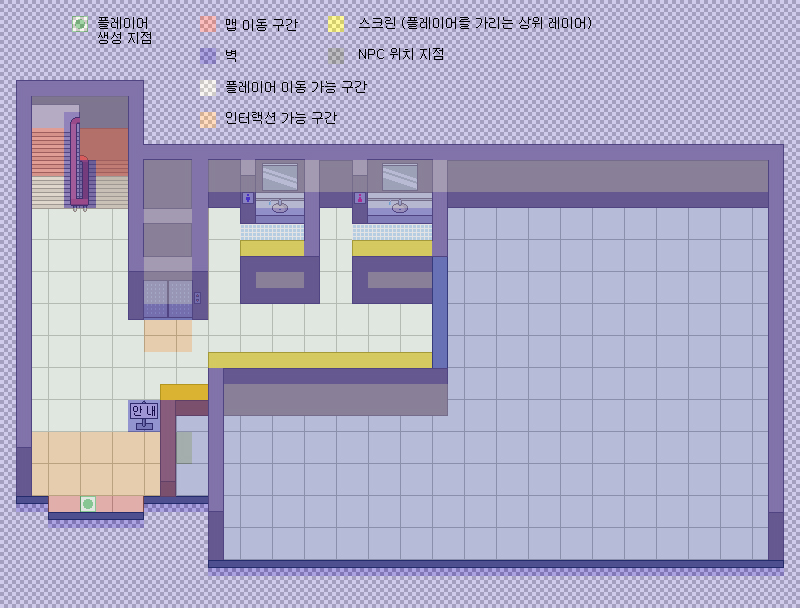 플레이어
생성 지점
맵 이동 구간
스크린 (플레이어를 가리는 상위 레이어)
벽
NPC 위치 지점
플레이어 이동 가능 구간
인터랙션 가능 구간
안 내